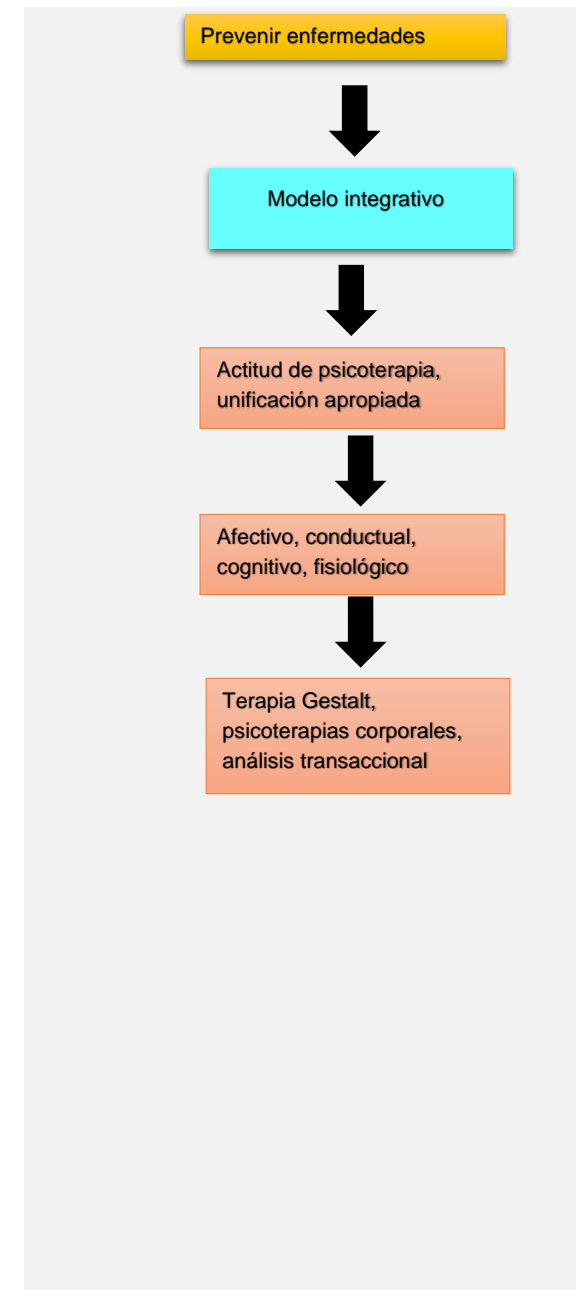 Prevenir enfermedades
Modelo integrativo
Actitud de psicoterapia,
unificación apropiada
Afectivo, conductual,
cognitivo, fisiológico
Terapia Gestalt,
psicoterapias corporales,
análisis transaccional